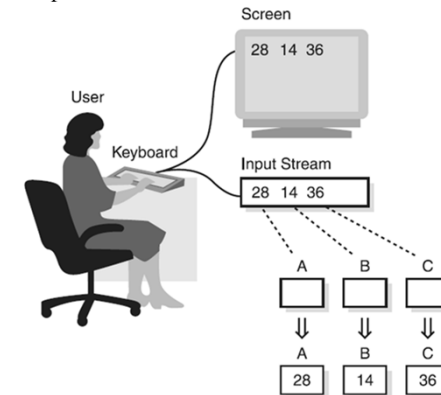 Screen
28 14 36
User
Keyboard
Input Stream
28 14 36
A B C
A B C
28 14 36